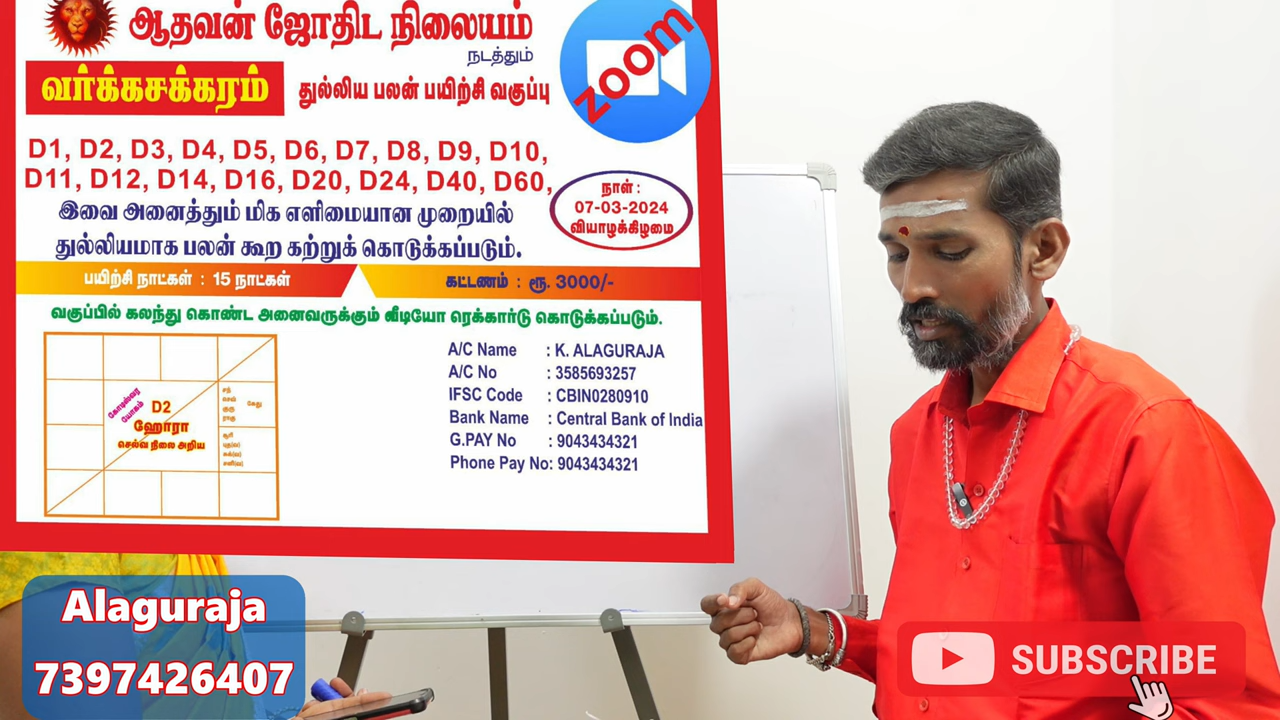 ஆதவன் ஜோதிட நிலையம்
நடத்தும்
வர்க்கசக்கரம்
துல்லிய பலன் பயிற்சி வகுப்பு
zoom
D1, D2, D3, D4, D5, D6, D7, D8, D9, D10,
D11, D12, D14, D16, D20, D24, D40, D60,
இவை அனைத்தும் மிக எளிமையான முறையில்
துல்லியமாக பலன் கூற கற்றுக் கொடுக்கப்படும்.
நாள் :
07-03-2024
வியாழக்கிழமை
பயிற்சி நாட்கள் : 15 நாட்கள்
கட்டணம் : ரூ. 3000/-
வகுப்பில் கலந்து கொண்ட அனைவருக்கும் வீடியோ ரெக்கார்டு கொடுக்கப்படும்.
கோடீஸ்வர
யோகம்
D2
ஹோரா
செல்வ நிலை அறிய
சந்
செவ்
குரு
ராகு
கேது
A/C Name : K. ALAGURAJA
A/C No : 3585693257
IFSC Code : CBIN0280910
Bank Name : Central Bank of India
G.PAY No : 9043434321
Phone Pay No: 9043434321
Alaguraja
7397426407
SUBSCRIBE